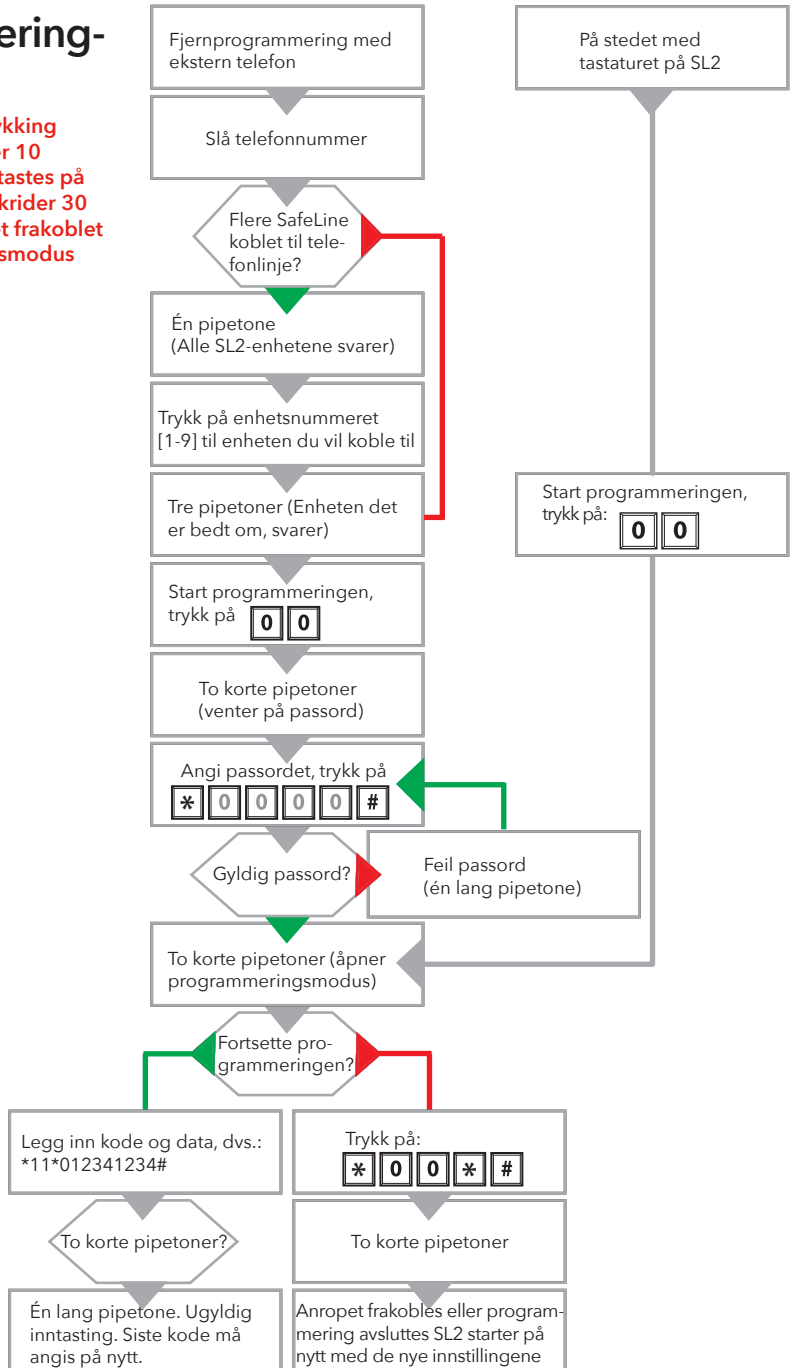 ering-
ykking
er 10
tastes på
krider 30
et frakoblet
smodus
Fjernprogrammering med
ekstern telefon
På stedet med
tastaturet på SL2
Slå telefonnummer
Flere SafeLine
koblet til tele-
fonlinje?
Én pipetone
(Alle SL2-enhetene svarer)
Trykk på enhetsnummeret
[1-9] til enheten du vil koble til
Tre pipetoner (Enheten det
er bedt om, svarer)
Start programmeringen,
trykk på: 0 0
Start programmeringen,
trykk på 0 0
To korte pipetoner
(venter på passord)
Angi passordet, trykk på
* 0 0 0 0 #
Gyldig passord?
Feil passord
(én lang pipetone)
To korte pipetoner (åpner
programmeringsmodus)
Fortsette pro-
grammeringen?
Legg inn kode og data, dvs.:
*11*012341234#
Trykk på:
* 0 0 * #
To korte pipetoner?
To korte pipetoner
Én lang pipetone. Ugyldig
inntasting. Siste kode må
angis på nytt.
Anropet frakobles eller program-
mering avsluttes SL2 starter på
nytt med de nye innstillingene